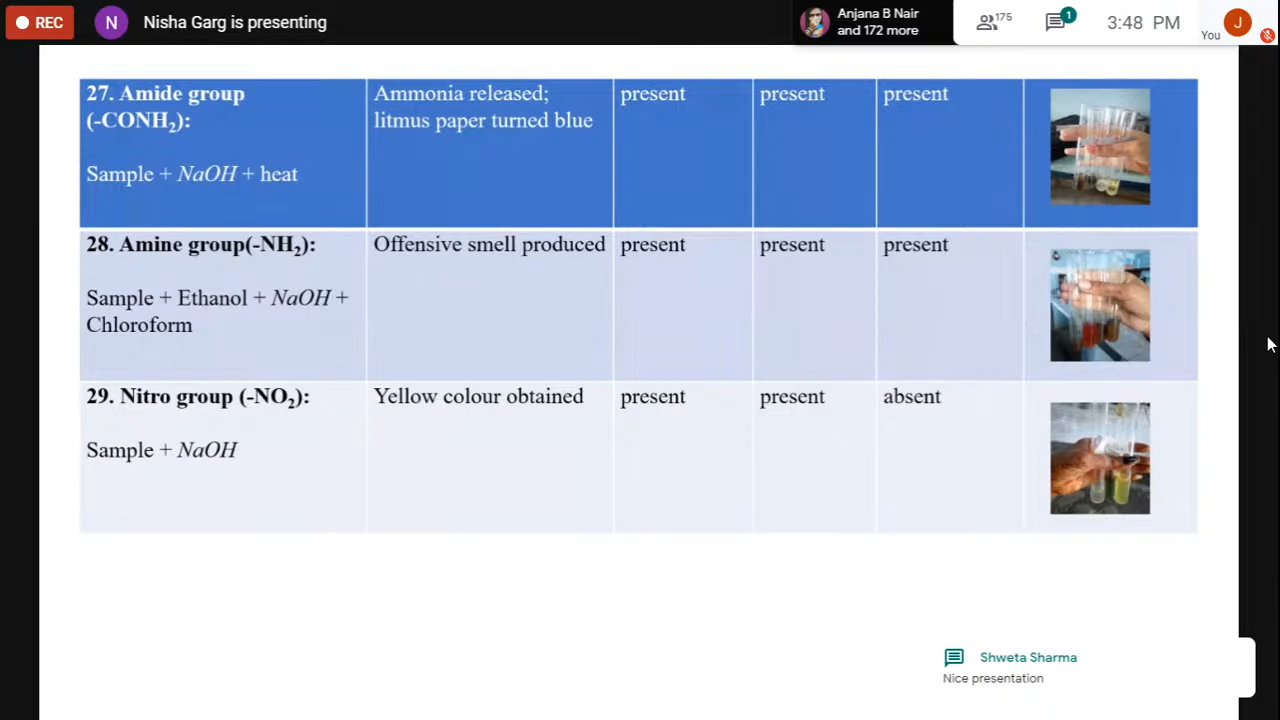 REC
N
Nisha Garg is presenting
Anjana B Nair
and 172 more
175
1
3:48 PM
You
J
27. Amide group
(-CONH₂):
Sample + NaOH + heat
Ammonia released;
litmus paper turned blue
present
present
present
28. Amine group(-NH₂):
Sample + Ethanol + NaOH +
Chloroform
Offensive smell produced
present
present
present
29. Nitro group (-NO₂):
Sample + NaOH
Yellow colour obtained
present
present
absent
Shweta Sharma
Nice presentation